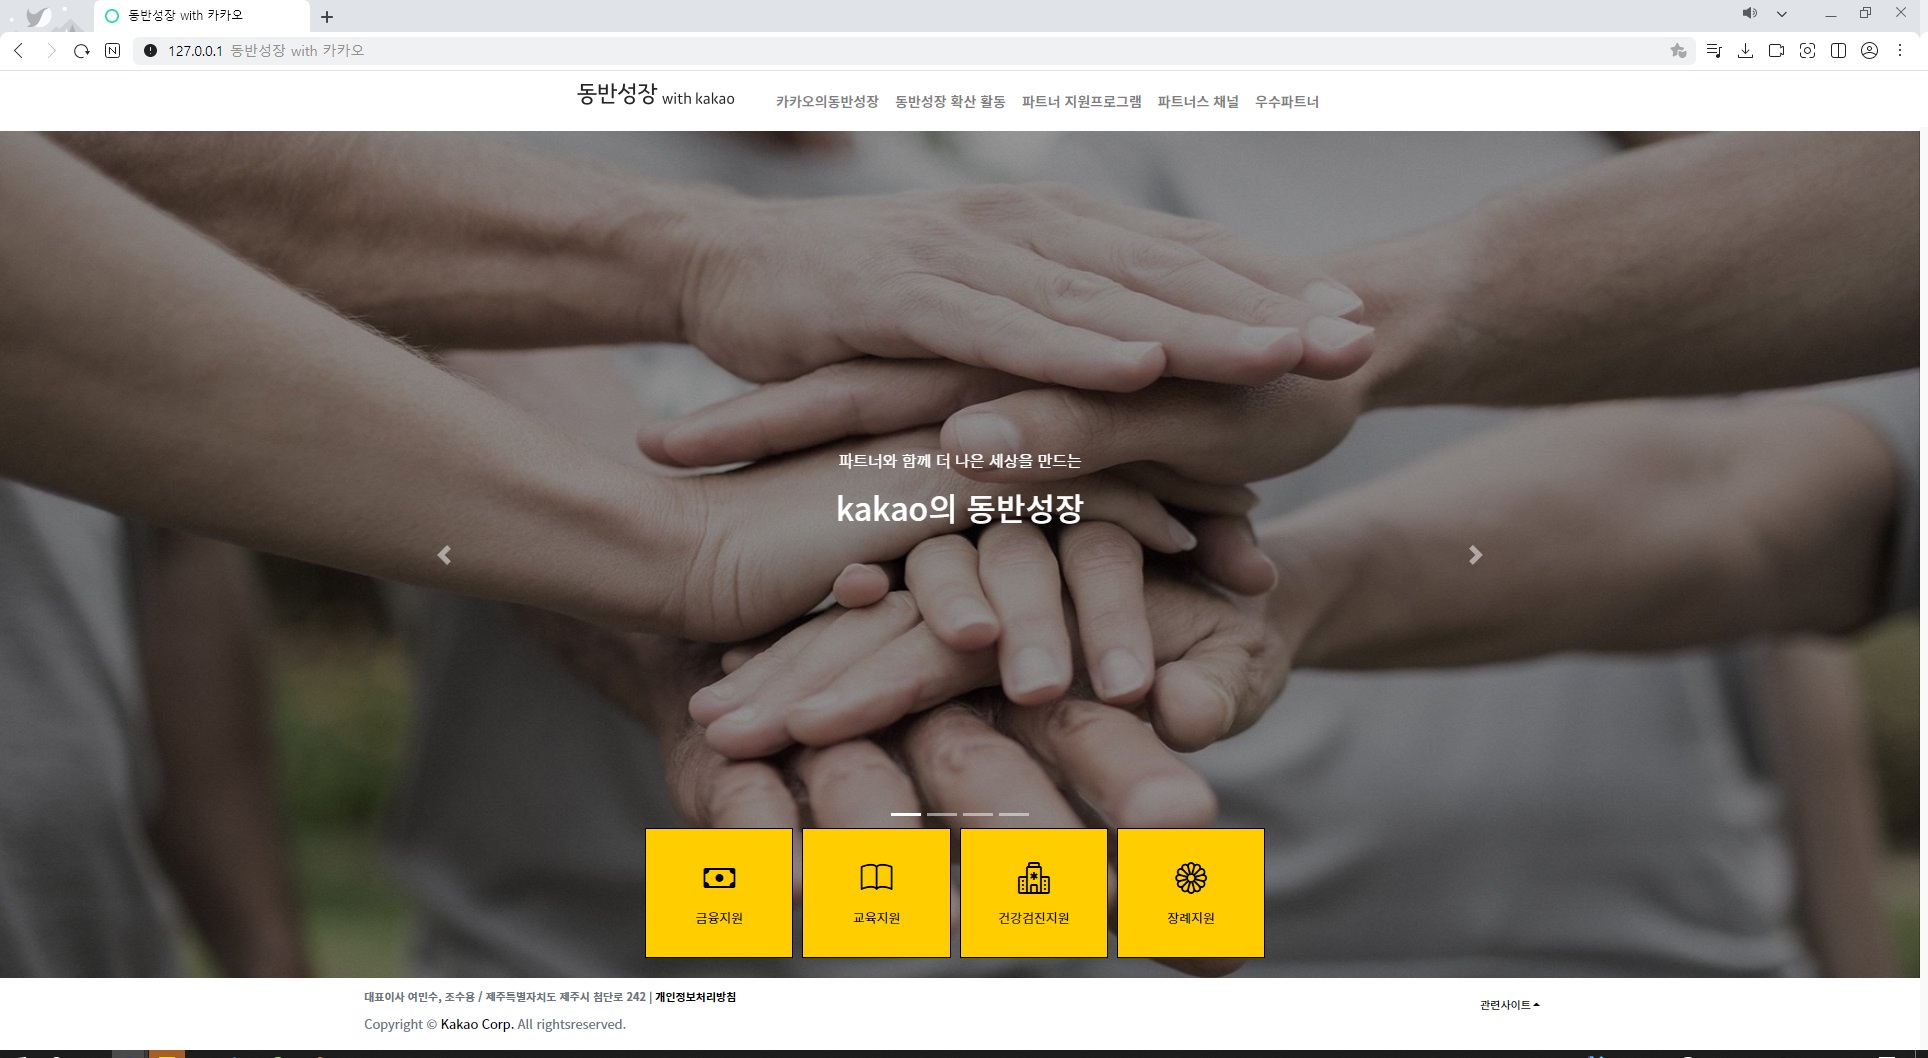 동반성장 with 카카오
127.0.0.1 동반성장 with 카카오
동반성장 with kakao
카카오의동반성장 동반성장 확산 활동 파트너 지원프로그램 파트너스 채널 우수파트너
파트너와 함께 더 나은 세상을 만드는
kakao의 동반성장
금융지원 교육지원 건강검진지원 장례지원
대표이사 여민수, 조수용 / 제주특별자치도 제주시 첨단로 242 | 개인정보처리방침
관련사이트
Copyright © Kakao Corp. All rightsreserved.